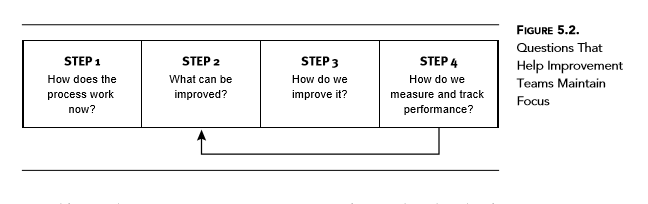 STEP 1
How does the
process work
now?
STEP 2
What can be
improved?
STEP 3
How do we
improve it?
STEP 4
How do we
measure and track
performance?
FIGURE 5.2.
Questions That
Help Improvement
Teams Maintain
Focus